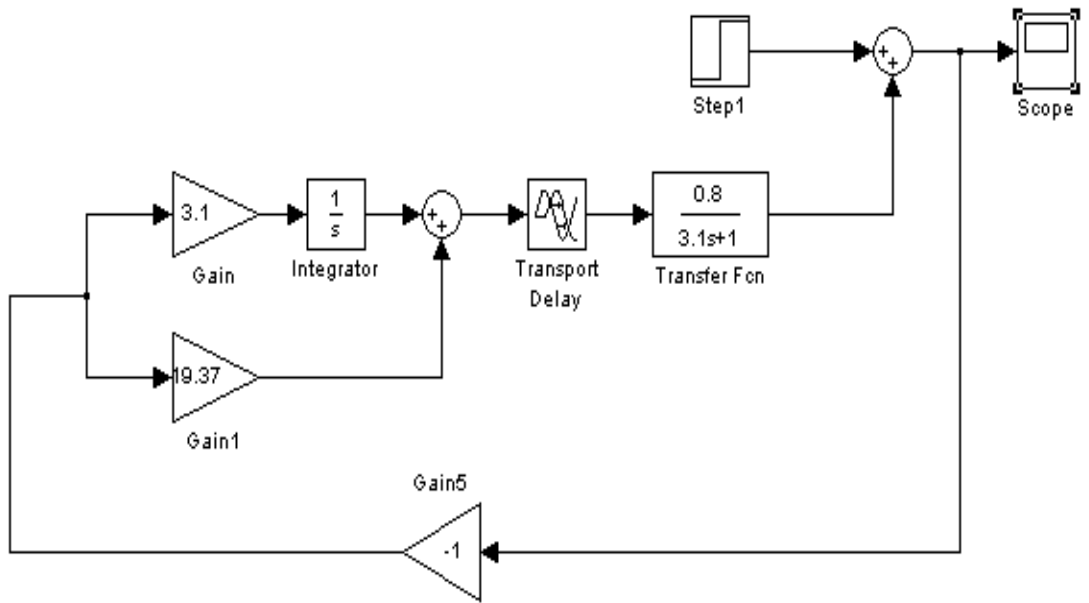 Step1
+
+
Scope
3.1
Gain
1
s
Integrator
+
+
Transport
Delay
0.8
3.1s+1
Transfer Fcn
19.37
Gain1
Gain5
-1